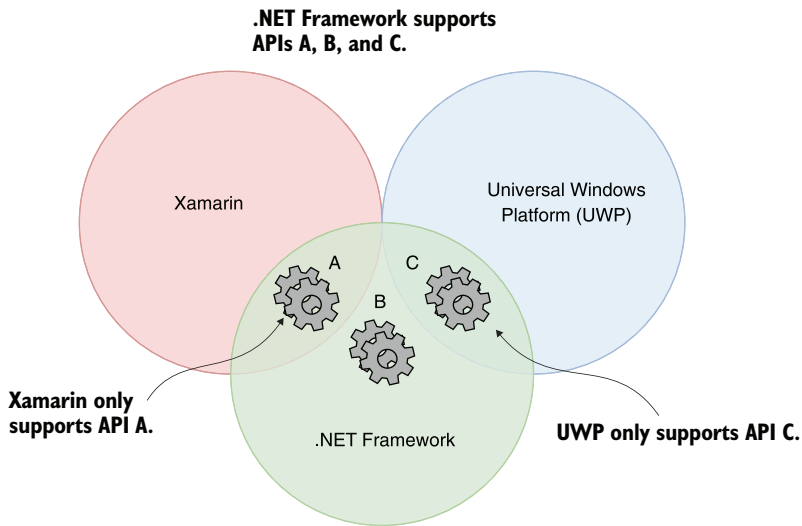 .NET Framework supports
APIs A, B, and C.
Xamarin
Universal Windows
Platform (UWP)
A
C
B
Xamarin only
supports API A.
.NET Framework
UWP only supports API C.